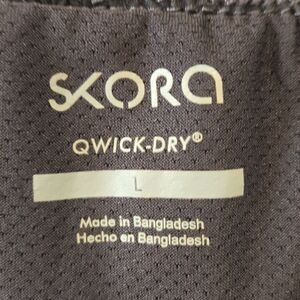 SKORA
QWICK-DRY®
L
Made in Bangladesh
Hecho en Bangladesh